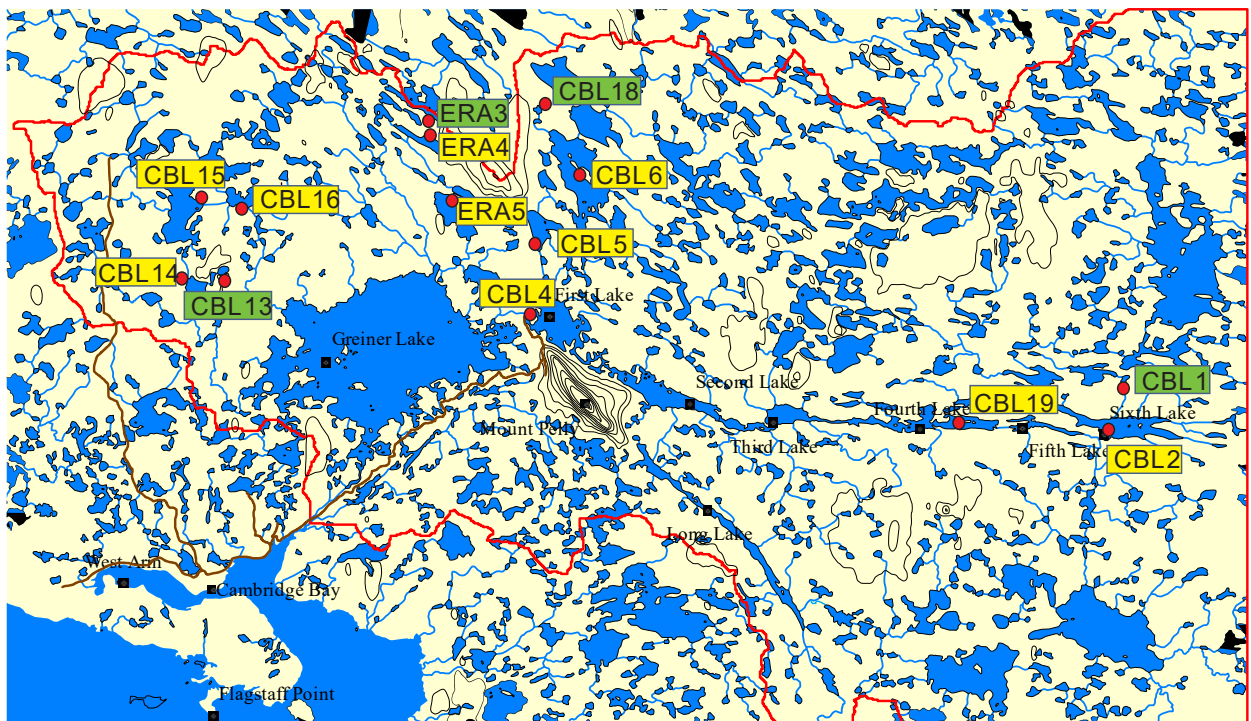 CBL18
ERA3
ERA4
CBL15
CBL6
CBL16
ERA5
CBL5
CBL14
CBL13
CBL4
First Lake
Greiner Lake
Second Lake
CBL1
CBL19
Fourth Lake
Sixth Lake
Mount Pelly
Third Lake
Fifth Lake
CBL2
Long Lake
West Arm
Cambridge Bay
Flagstaff Point